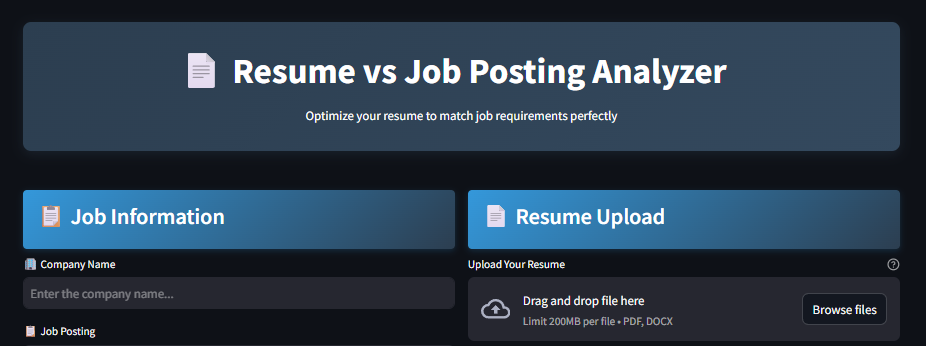 Resume vs Job Posting Analyzer
Optimize your resume to match job requirements perfectly
Job Information
Resume Upload
Company Name
Enter the company name...
Job Posting
Upload Your Resume
?
Drag and drop file here
Limit 200MB per file • PDF, DOCX
Browse files